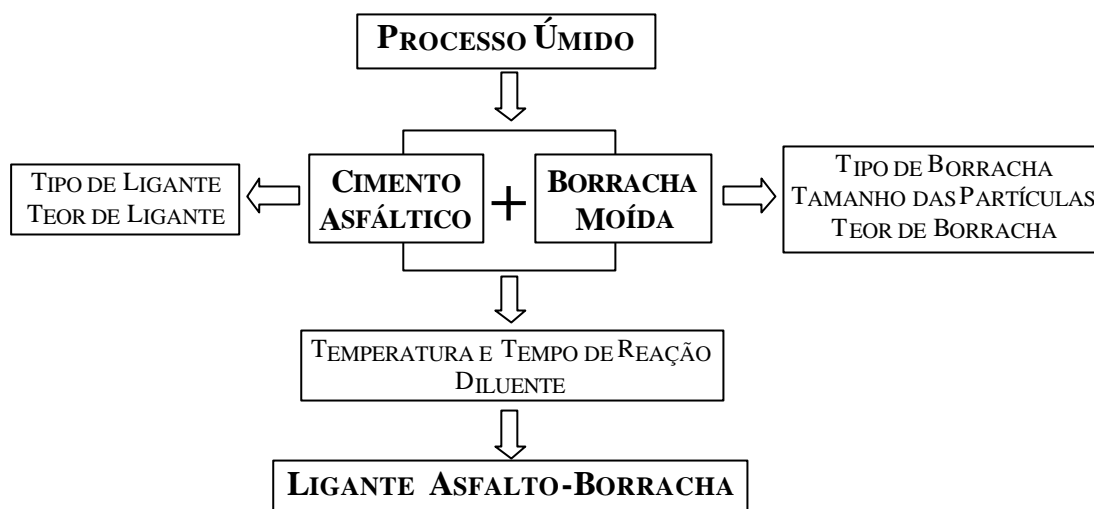 PROCESSO ÚMIDO
TIPO DE LIGANTE
TEOR DE LIGANTE
CIMENTO
ASFÁLTICO
+
BORRACHA
MOÍDA
TIPO DE BORRACHA
TAMANHO DAS PARTÍCULAS
TEOR DE BORRACHA
TEMPERATURA E TEMPO DE REAÇÃO
DILUENTE
LIGANTE ASFALTO-BORRACHA